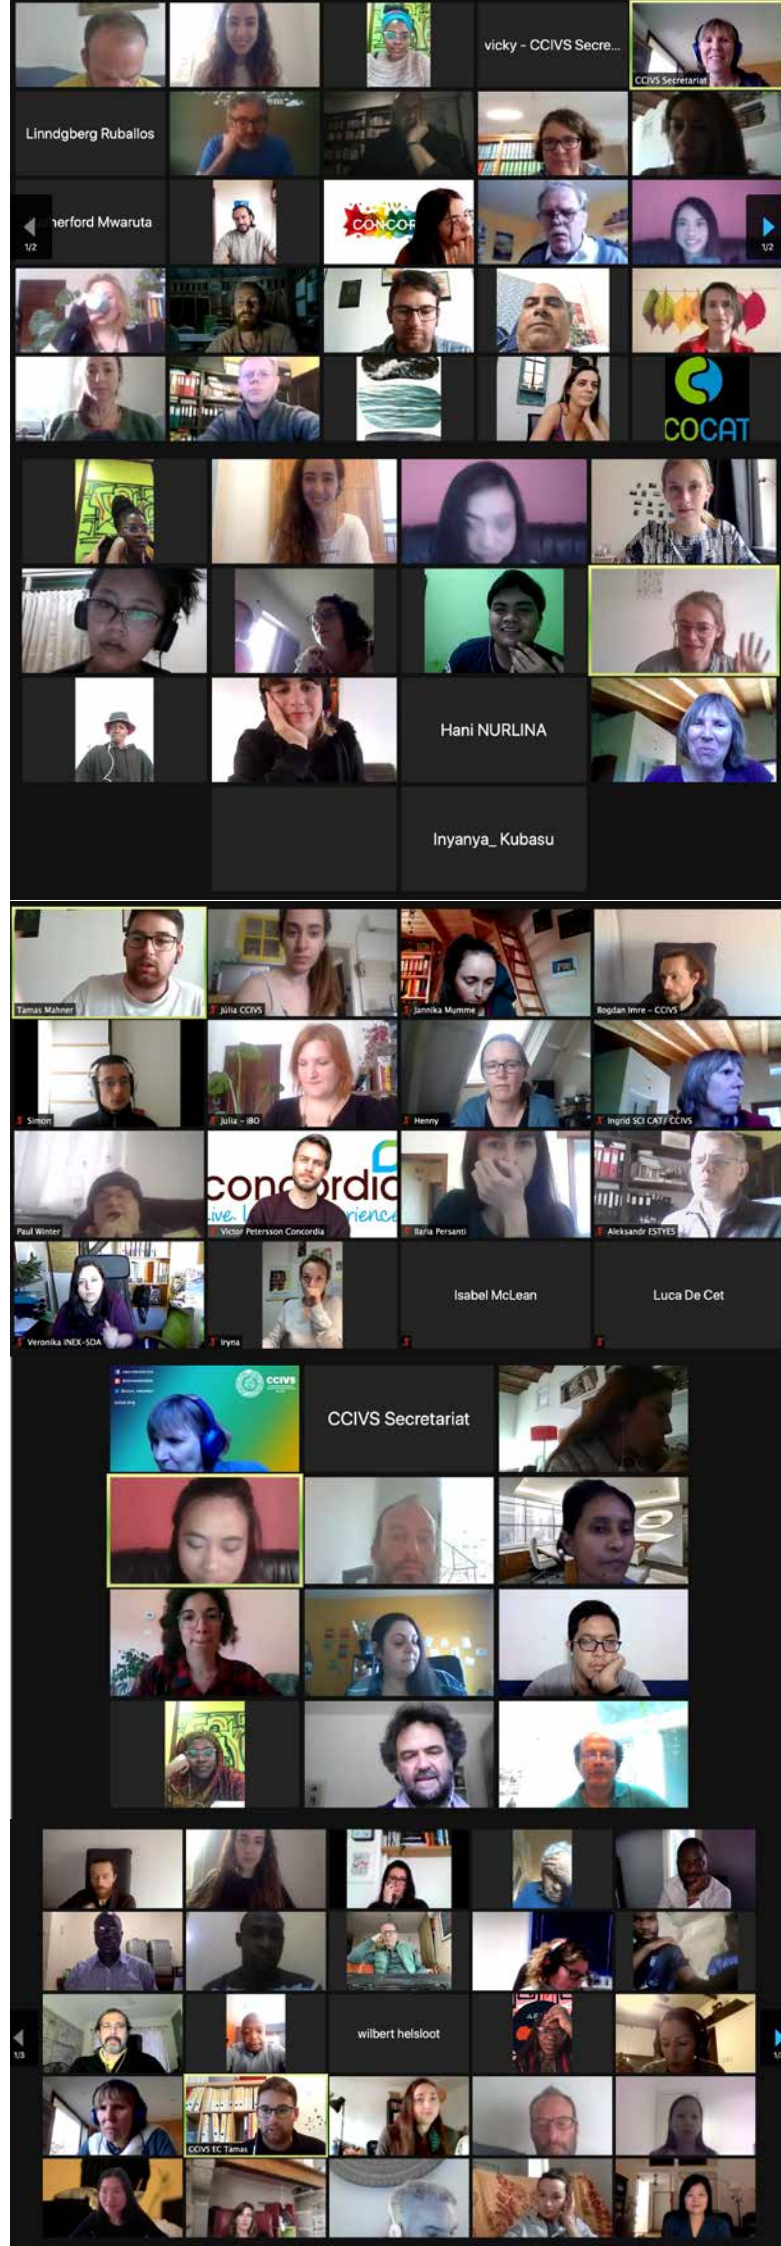 vicky - CCIVS Secre...
CCIVS Secretariat
Linndgberg Ruballos
herford Mwaruta
CONCOR
1/2
1/2
COCAT
Hani NURLINA
Inyanya_ Kubasu
Tamas Mahner
Júlia CCIVS
Jannika Mumme
Bogdan Imre - CCIVS
Simon
Julia - IBO
Henny
Ingrid SCI CAT/ CCIVS
concordia
Paul Winter
Victor Petersson Concordia
Ilaria Persanti
Aleksandr ESTYES
Veronika INEX-SDA
Iryna
Isabel McLean
Luca De Cet
CCIVS
CCIVS Secretariat
wilbert helsloot
1/3
CCIVS EC Tamas